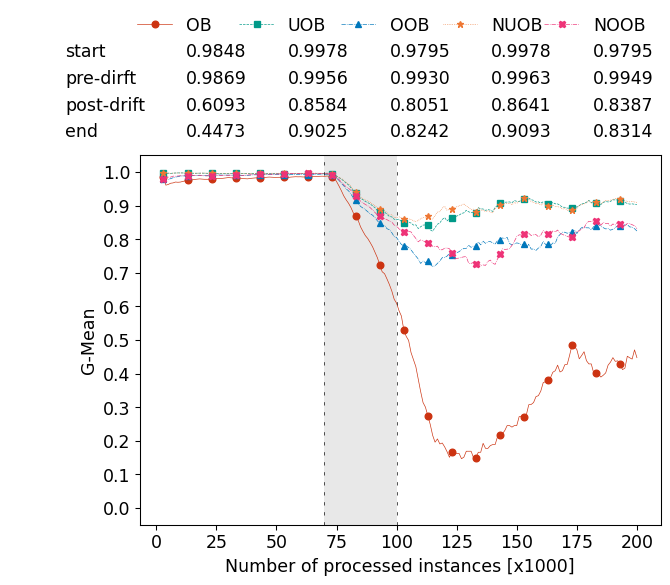 OB UOB OOB NUOB NOOB
start 0.9848 0.9978 0.9795 0.9978 0.9795
pre-dirft 0.9869 0.9956 0.9930 0.9963 0.9949
post-drift 0.6093 0.8584 0.8051 0.8641 0.8387
end 0.4473 0.9025 0.8242 0.9093 0.8314
1.0
0.9
0.8
0.7
0.6
0.5
0.4
0.3
0.2
0.1
0.0
G-Mean
0 25 50 75 100 125 150 175 200
Number of processed instances [x1000]